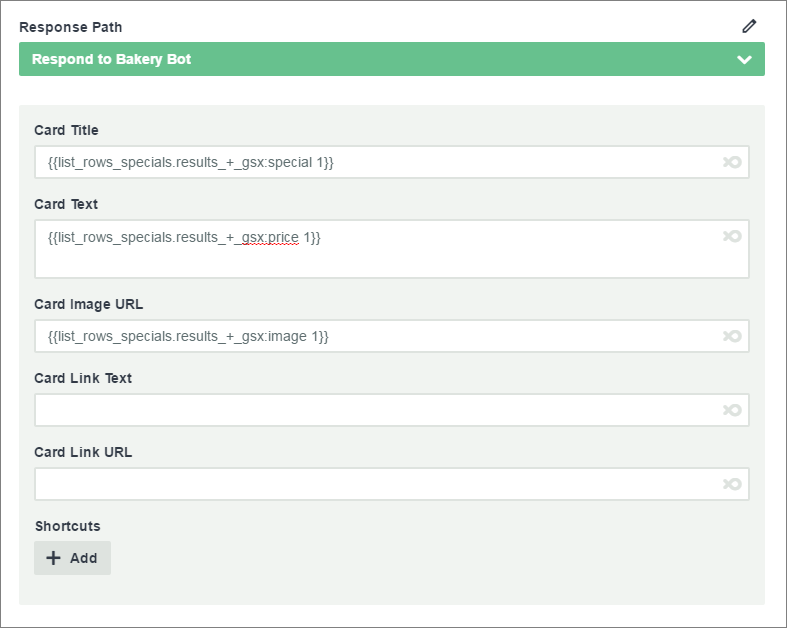 Response Path
Respond to Bakery Bot
Card Title
{{list_rows_specials.results_+_gsx:special 1}}
Card Text
{{list_rows_specials.results_+_gsx:price 1}}
Card Image URL
{{list_rows_specials.results_+_gsx:image 1}}
Card Link Text
Card Link URL
Shortcuts
+ Add